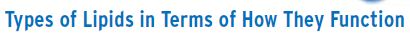 Types of Lipids in Terms of How They Function